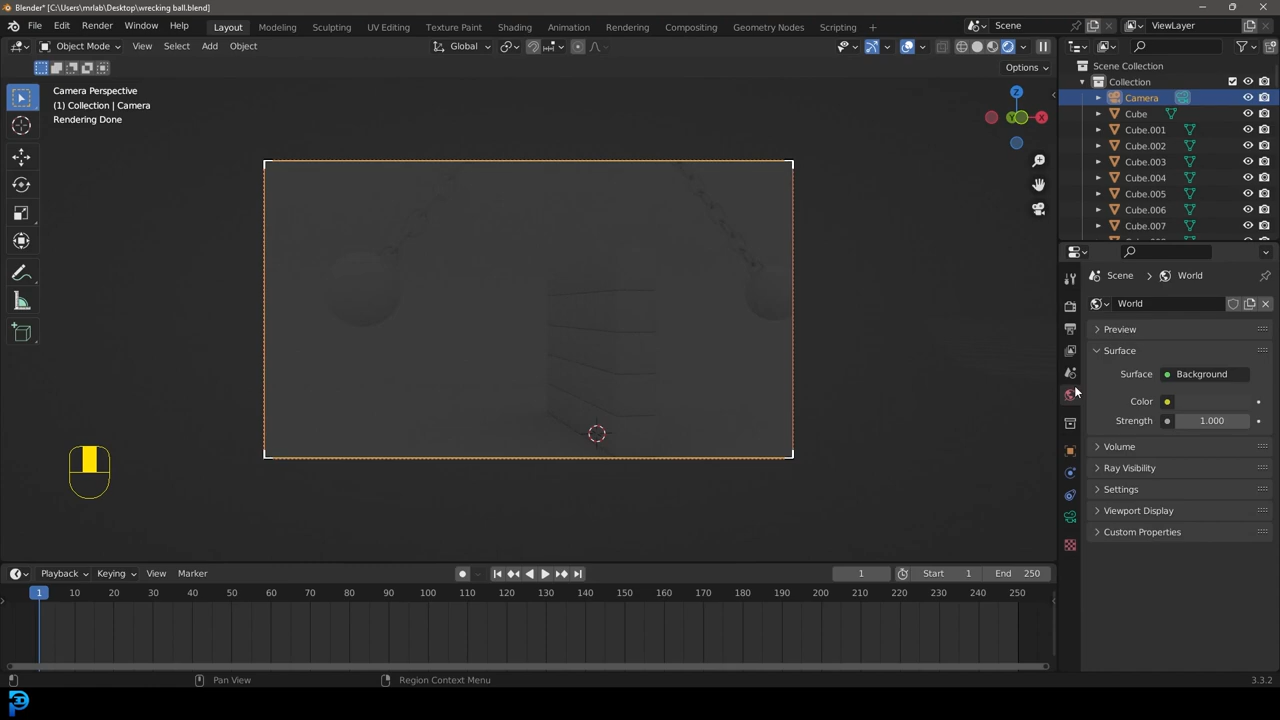 Blender* [C:\Users\mrlab\Desktop\wrecking ball.blend]
File Edit Render Window Help Layout Modeling Sculpting UV Editing Texture Paint Shading Animation Rendering Compositing Geometry Nodes Scripting Scene ViewLayer
Object Mode View Select Add Object Global
Options
Camera Perspective
(1) Collection | Camera
Rendering Done
Z
X
Y
Scene Collection
Collection
Camera
Cube
Cube.001
Cube.002
Cube.003
Cube.004
Cube.005
Cube.006
Cube.007
Scene World
World
Preview
Surface
Surface Background
Color
Strength 1.000
Volume
Ray Visibility
Settings
Viewport Display
Custom Properties
Playback Keying View Marker 1 Start 1 End 250
1 10 20 30 40 50 60 70 80 90 100 110 120 130 140 150 160 170 180 190 200 210 220 230 240 250
Pan View Region Context Menu 3.3.2